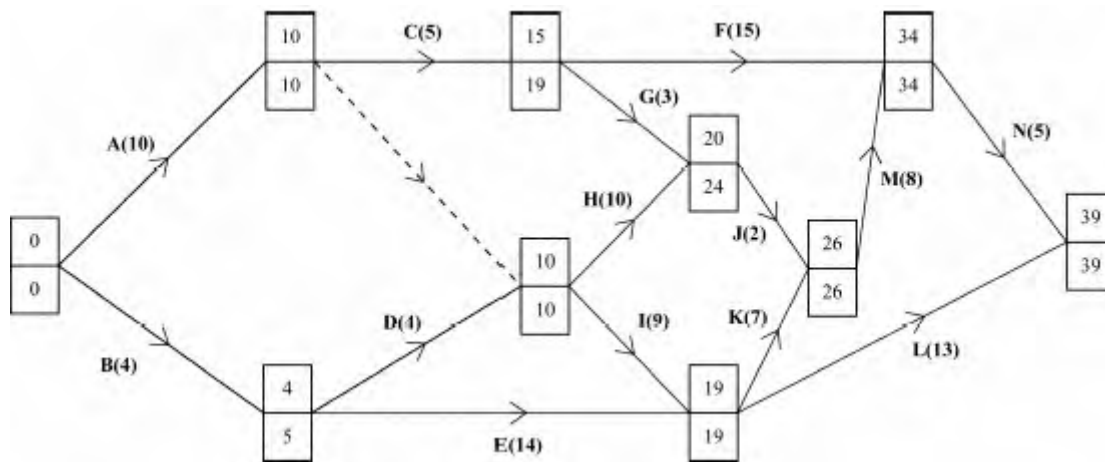 10
10
C(5)
15
19
F(15)
34
34
G(3)
A(10)
20
24
N(5)
H(10)
M(8)
0
0
J(2)
39
39
26
26
10
10
D(4)
I(9)
K(7)
L(13)
B(4)
4
5
19
19
E(14)